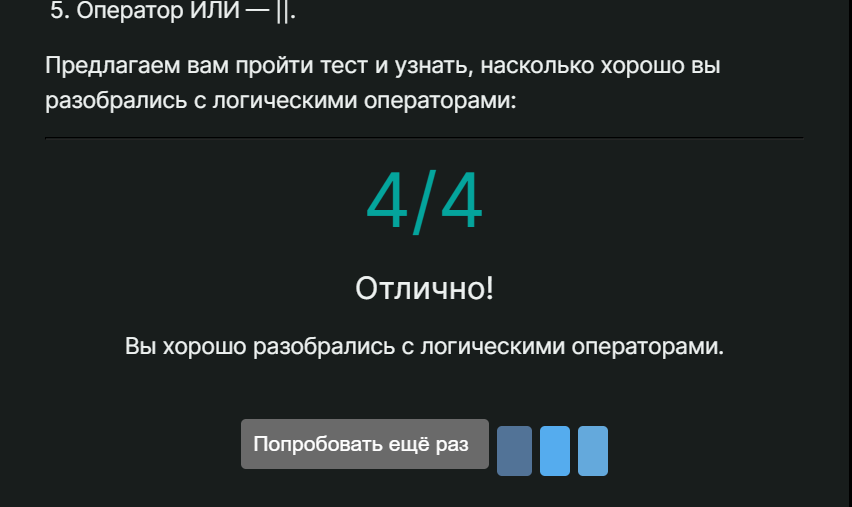 5. Оператор ИЛИ — ||.
Предлагаем вам пройти тест и узнать, насколько хорошо вы
разобрались с логическими операторами:
4/4
Отлично!
Вы хорошо разобрались с логическими операторами.
Попробовать ещё раз